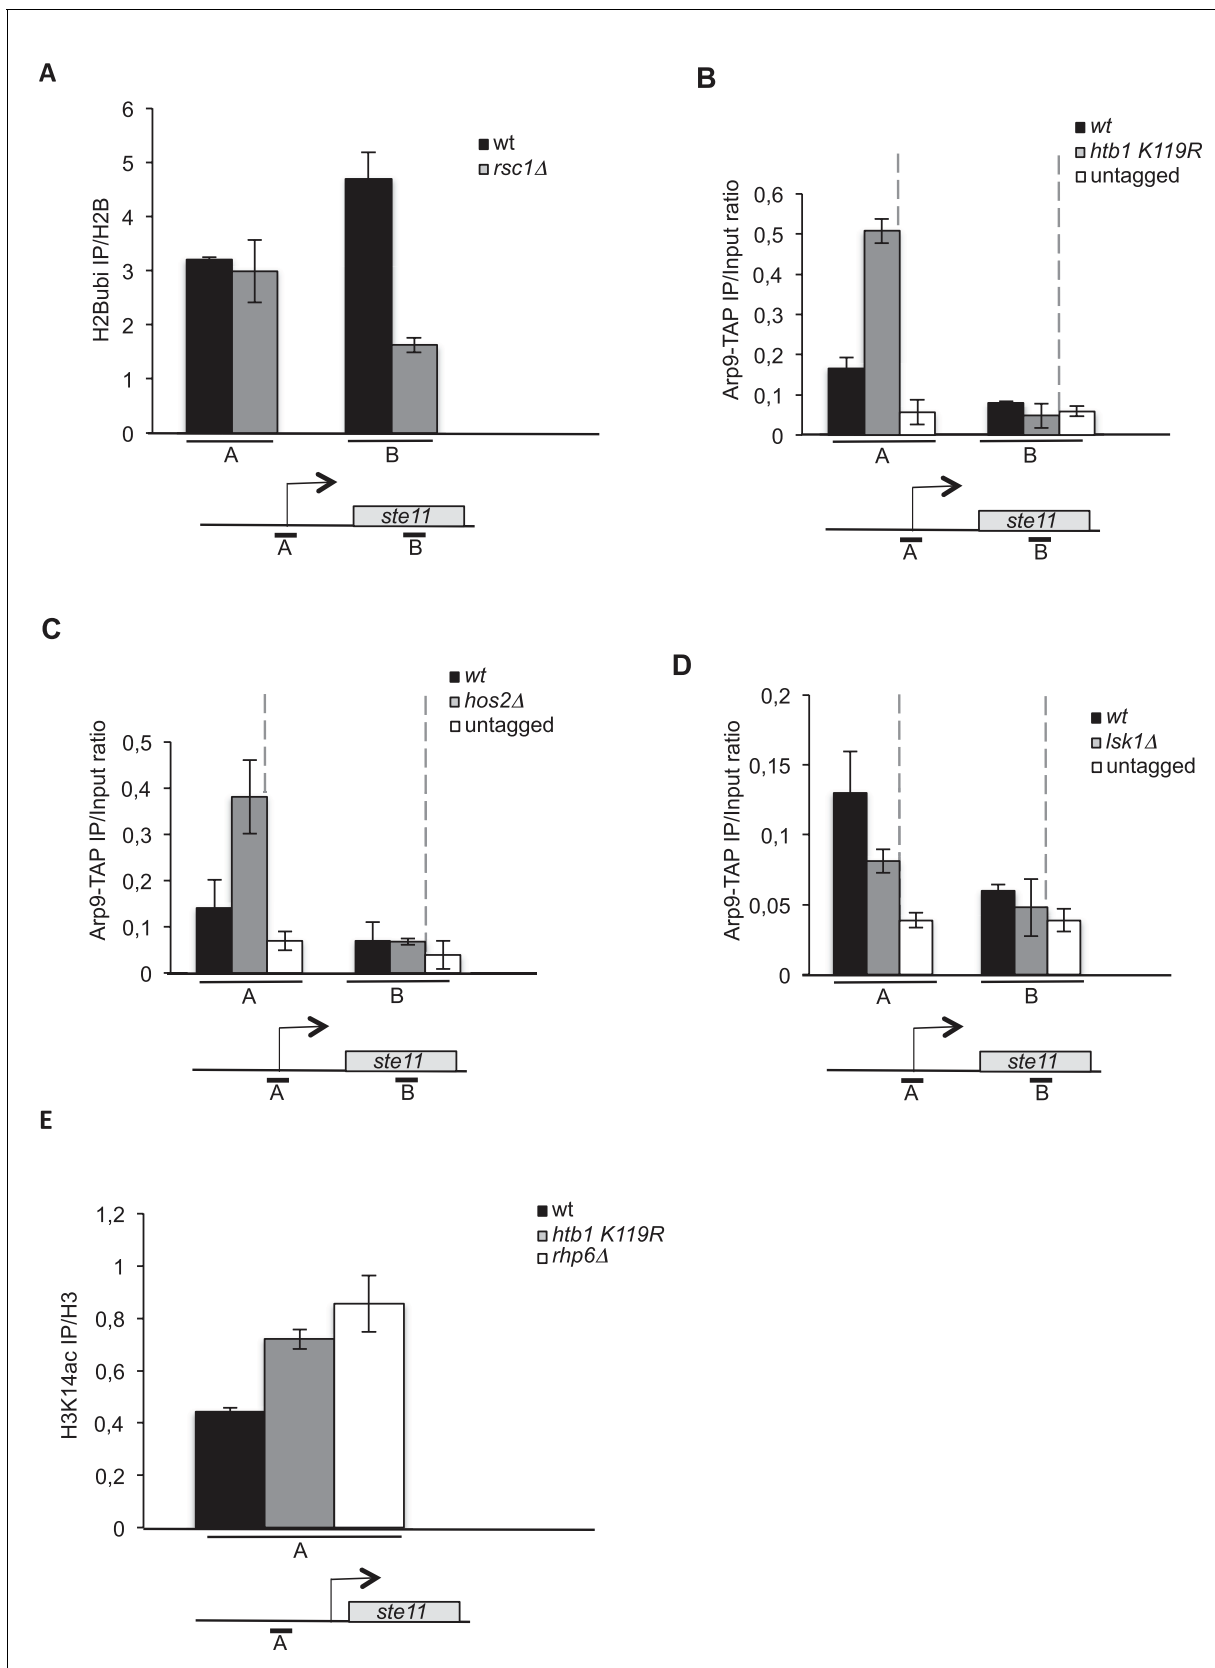 A
H2Bubi IP/H2B
6
5
4
3
2
1
0
wt
rsc1Δ
A B
ste11
A B
B
Arp9-TAP IP/Input ratio
0,6
0,5
0,4
0,3
0,2
0,1
0
wt
htb1 K119R
untagged
A B
ste11
A B
C
Arp9-TAP IP/Input ratio
0,5
0,4
0,3
0,2
0,1
0
wt
hos2Δ
untagged
A B
ste11
A B
D
Arp9-TAP IP/Input ratio
0,2
0,15
0,1
0,05
0
wt
lsk1Δ
untagged
A B
ste11
A B
E
H3K14ac IP/H3
1,2
1
0,8
0,6
0,4
0,2
0
wt
htb1 K119R
rhp6Δ
A
ste11
A